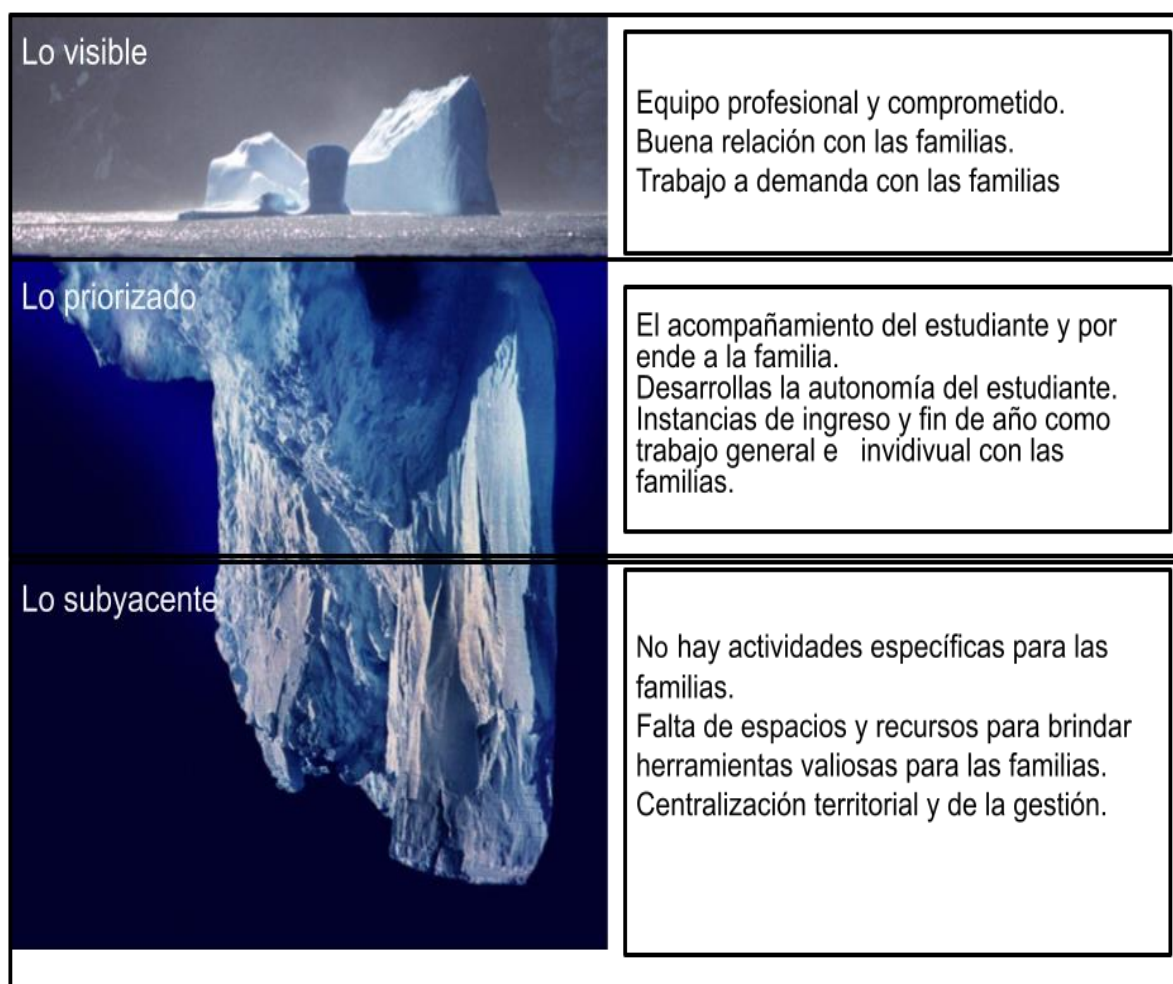 Lo visible
Equipo profesional y comprometido.
Buena relación con las familias.
Trabajo a demanda con las familias
Lo priorizado
El acompañamiento del estudiante y por
ende a la familia.
Desarrollas la autonomía del estudiante.
Instancias de ingreso y fin de año como
trabajo general e invidivual con las
familias.
Lo subyacente
No hay actividades específicas para las
familias.
Falta de espacios y recursos para brindar
herramientas valiosas para las familias.
Centralización territorial y de la gestión.